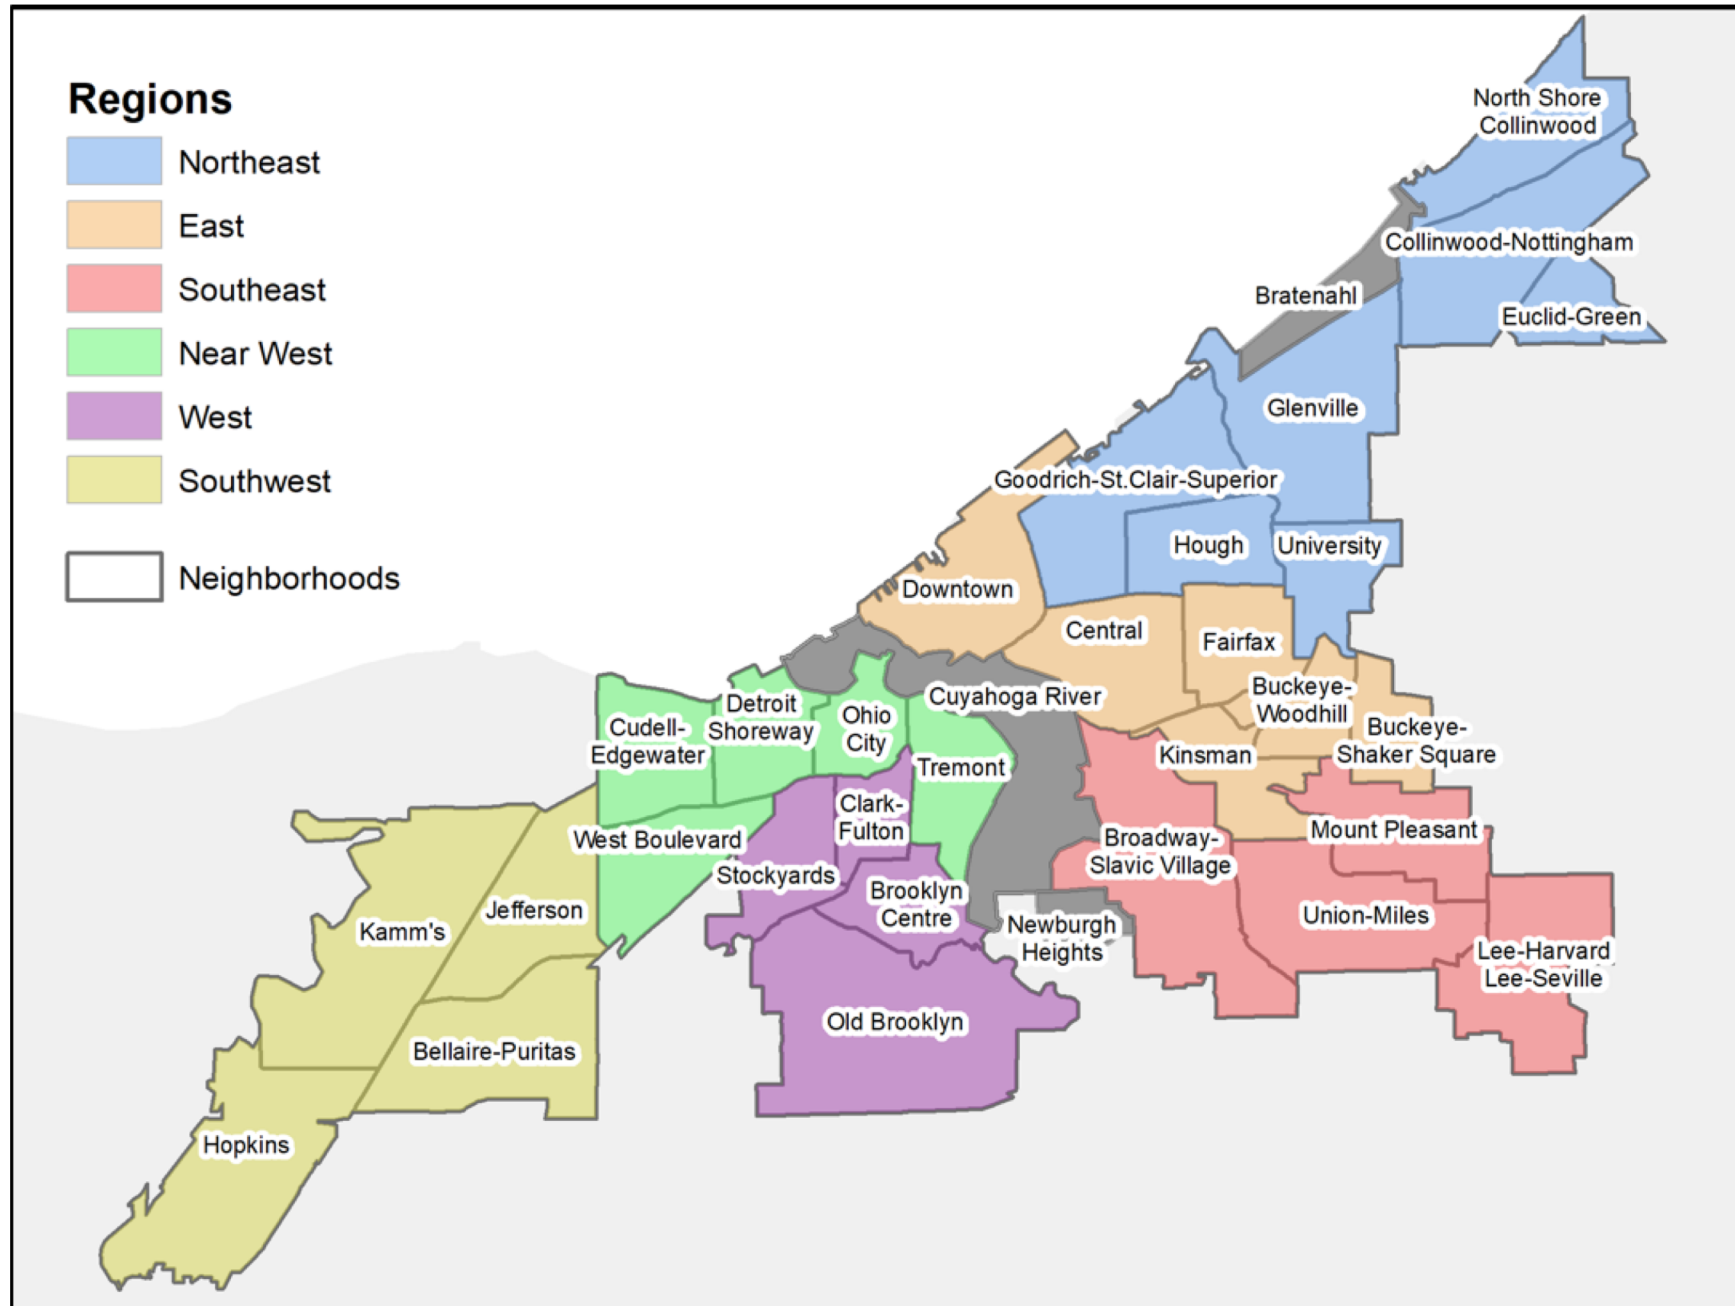 Regions
Northeast
East
Southeast
Near West
West
Southwest
Neighborhoods
North Shore
Collinwood
Collinwood-Nottingham
Bratenahl
Euclid-Green
Glenville
Goodrich-St.Clair-Superior
Hough
University
Downtown
Central
Fairfax
Cuyahoga River
Buckeye-
Woodhill
Buckeye-
Shaker Square
Kinsman
Detroit
Shoreway
Ohio
City
Cudell-
Edgewater
Tremont
Clark-
Fulton
West Boulevard
Stockyards
Brooklyn
Centre
Broadway-
Slavic Village
Mount Pleasant
Union-Miles
Newburgh
Heights
Lee-Harvard
Lee-Seville
Jefferson
Kamm's
Old Brooklyn
Bellaire-Puritas
Hopkins